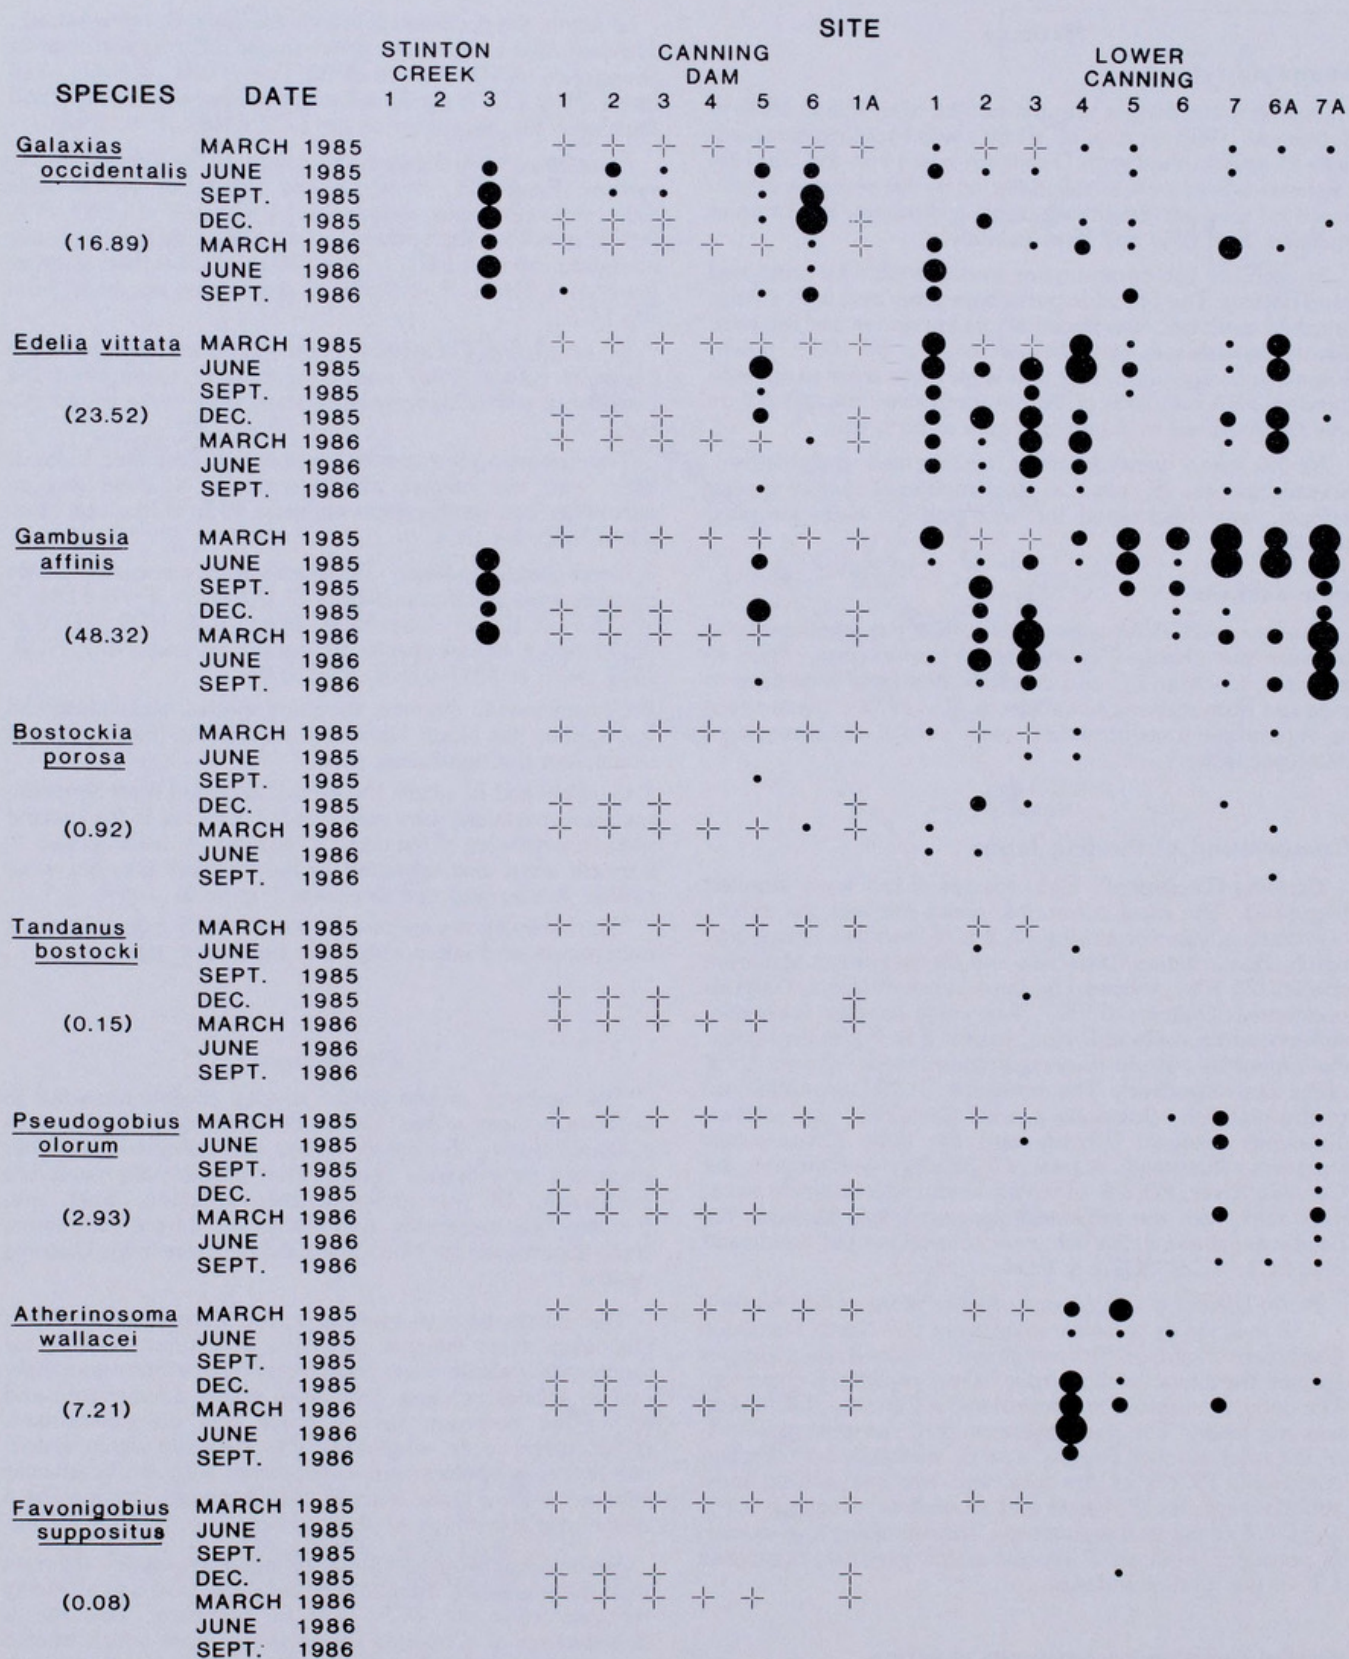 SITE
STINTON CREEK CANNING DAM LOWER CANNING
SPECIES DATE 1 2 3 1 2 3 4 5 6 1A 1 2 3 4 5 6 7 6A 7A
Galaxias MARCH 1985
occidentalis JUNE 1985
SEPT. 1985
DEC. 1985
(16.89) MARCH 1986
JUNE 1986
SEPT. 1986
Edelia vittata MARCH 1985
JUNE 1985
SEPT. 1985
(23.52) DEC. 1985
MARCH 1986
JUNE 1986
SEPT. 1986
Gambusia MARCH 1985
affinis JUNE 1985
SEPT. 1985
DEC. 1985
(48.32) MARCH 1986
JUNE 1986
SEPT. 1986
Bostockia MARCH 1985
porosa JUNE 1985
SEPT. 1985
DEC. 1985
(0.92) MARCH 1986
JUNE 1986
SEPT. 1986
Tandanus MARCH 1985
bostocki JUNE 1985
SEPT. 1985
DEC. 1985
(0.15) MARCH 1986
JUNE 1986
SEPT. 1986
Pseudogobius MARCH 1985
olorum JUNE 1985
SEPT. 1985
DEC. 1985
(2.93) MARCH 1986
JUNE 1986
SEPT. 1986
Atherinosoma MARCH 1985
wallacei JUNE 1985
SEPT. 1985
DEC. 1985
(7.21) MARCH 1986
JUNE 1986
SEPT. 1986
Favonigobius MARCH 1985
suppositus JUNE 1985
SEPT. 1985
DEC. 1985
(0.08) MARCH 1986
JUNE 1986
SEPT. 1986